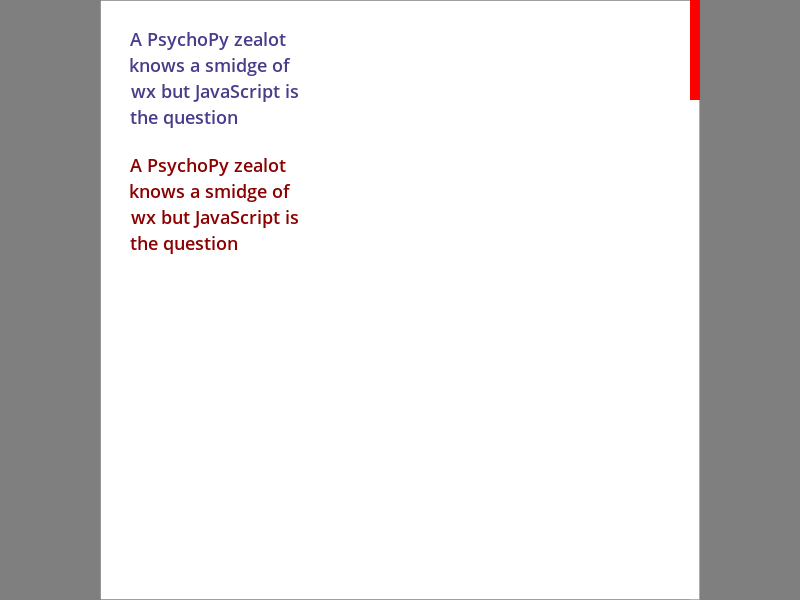 A PsychoPy zealot
knows a smidge of
wx but JavaScript is
the question
A PsychoPy zealot
knows a smidge of
wx but JavaScript is
the question